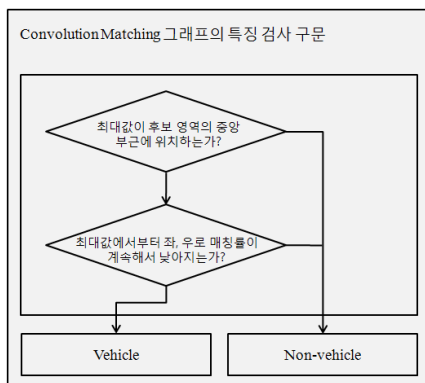 Convolution Matching 그래프의 특징 검사 구문
최대값이 후보 영역의 중앙
부근에 위치하는가?
최대값에서부터 좌, 우로 매칭률이
계속해서 낮아지는가?
Vehicle
Non-vehicle